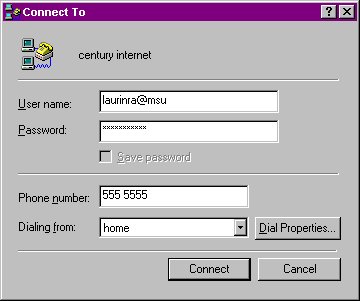 Connect To
century internet
User name: laurinra@msu
Password: ***********
Save password
Phone number: 555 5555
Dialing from: home Dial Properties...
Connect Cancel